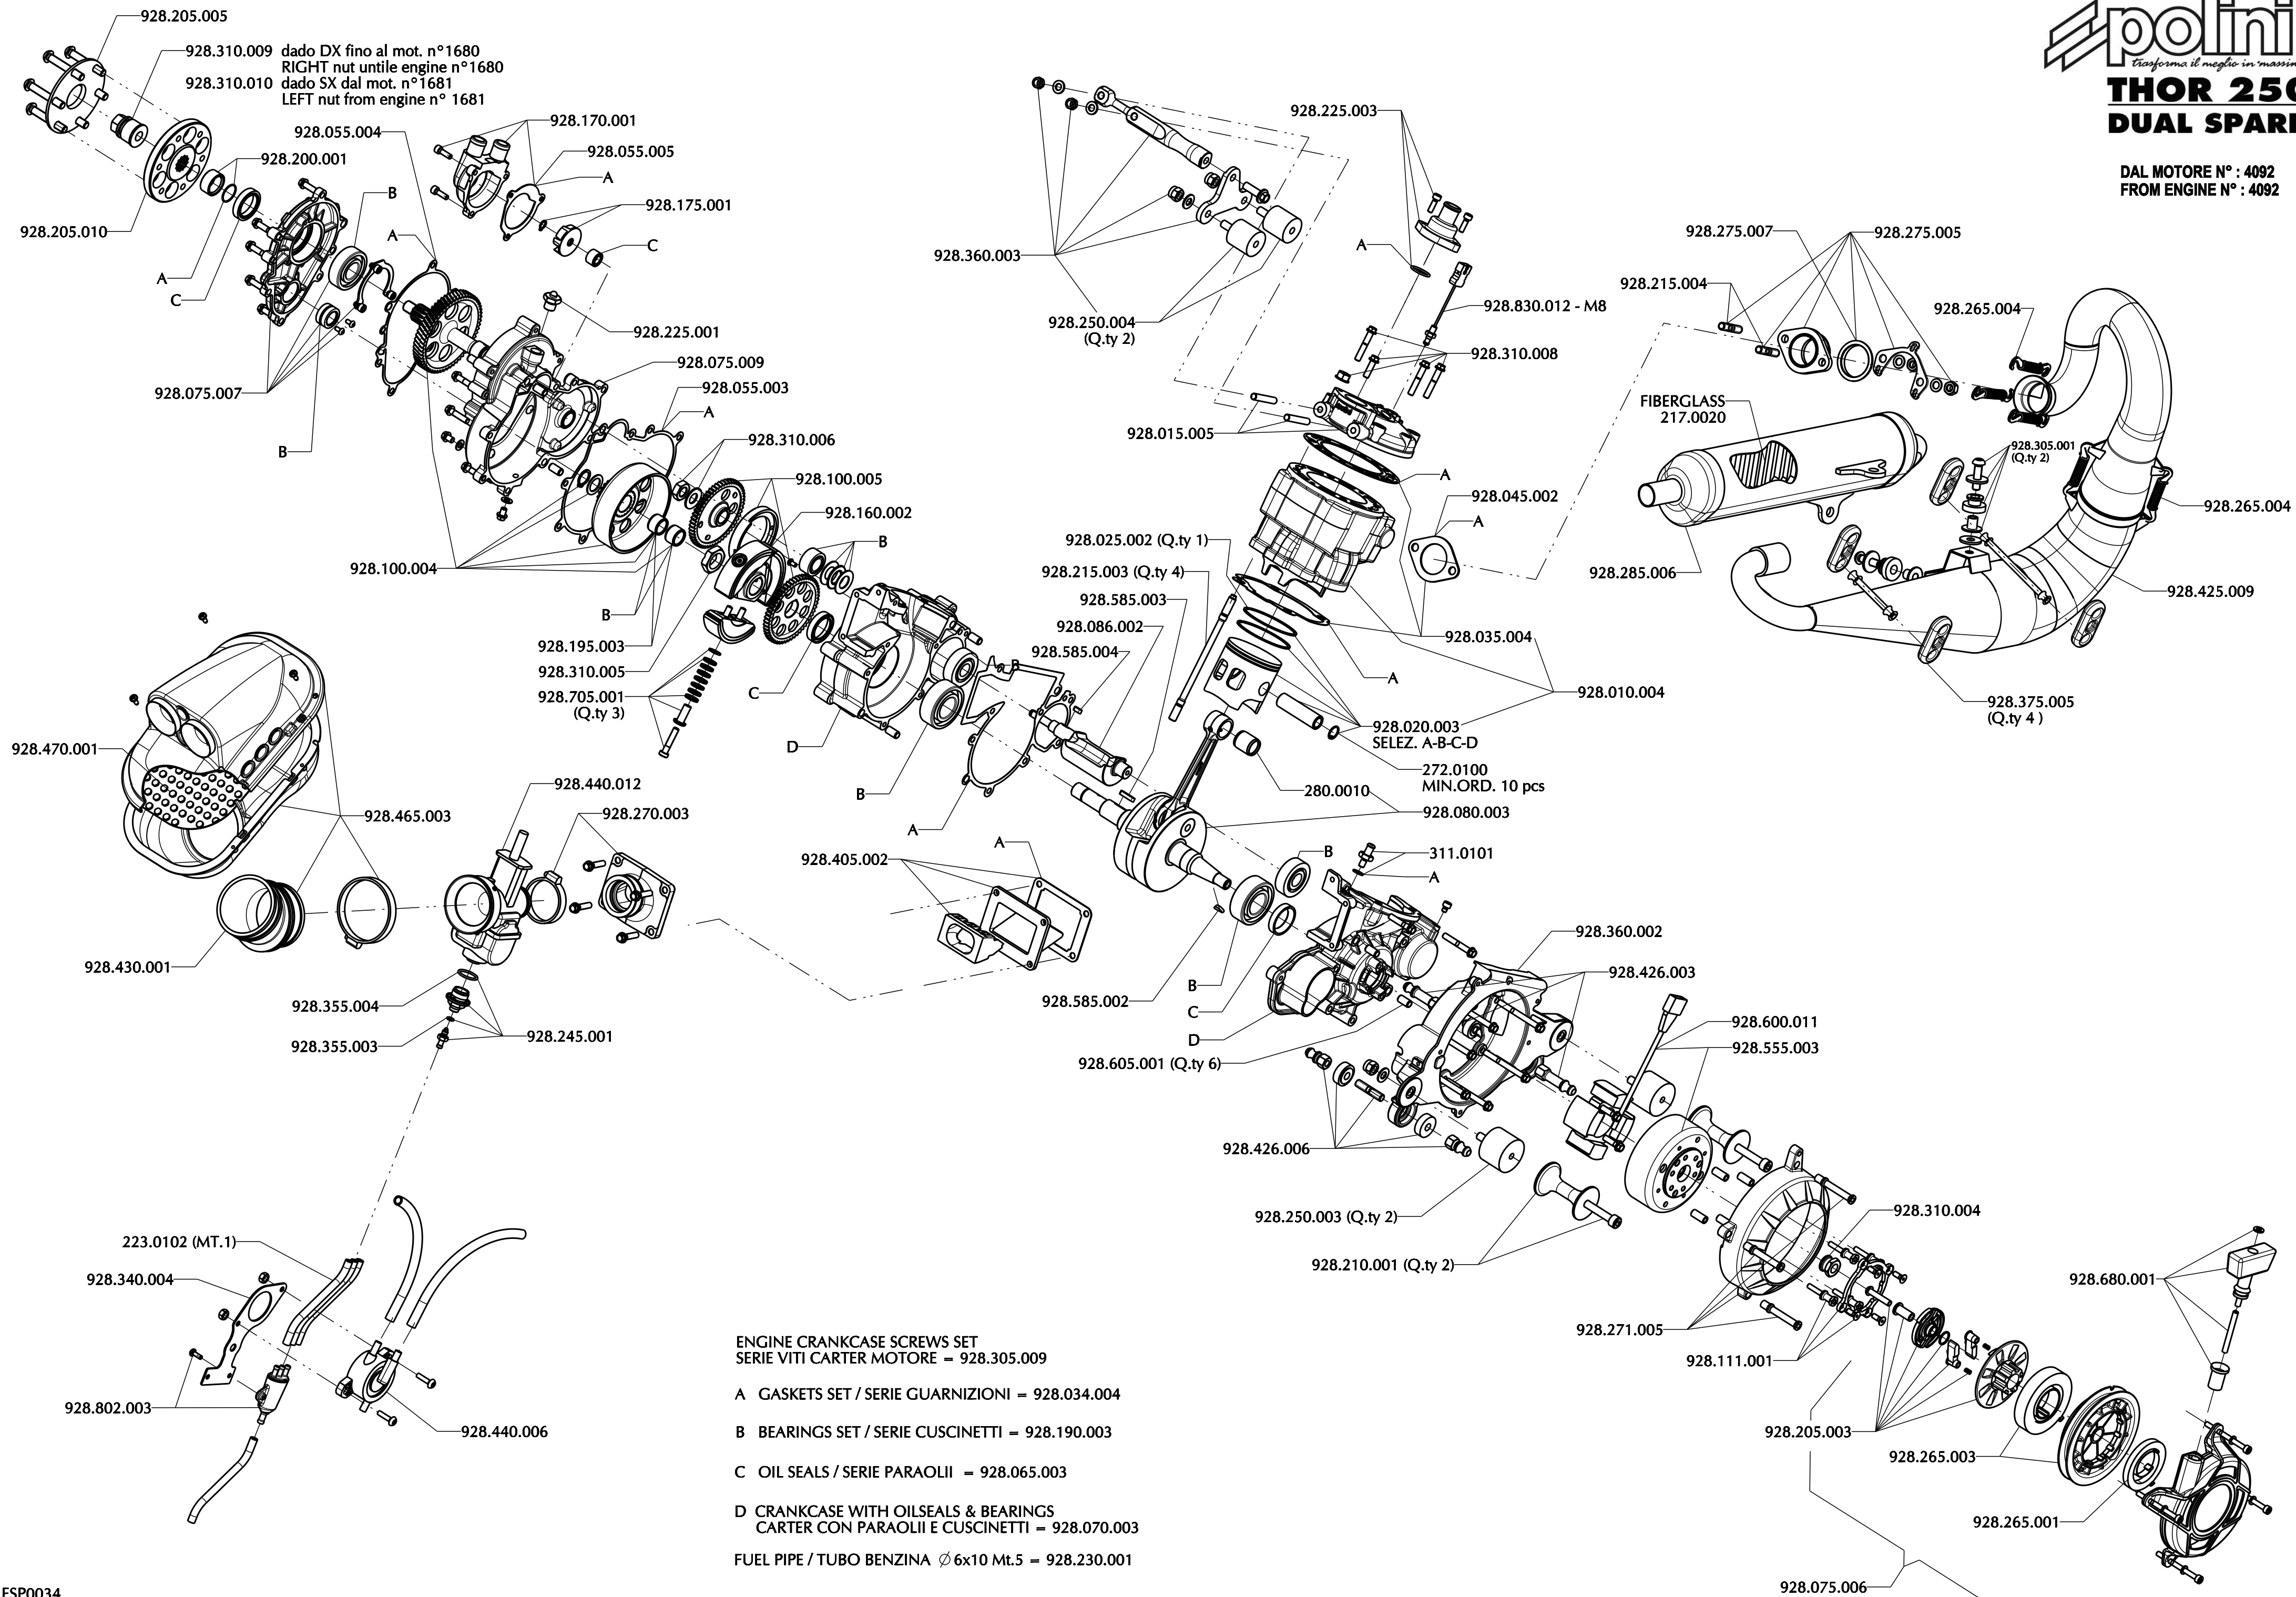 polini
trasforma il meglio in massim
THOR 250
DUAL SPARK
DAL MOTORE N° : 4092
FROM ENGINE N° : 4092
928.205.005
928.310.009 dado DX fino al mot. n°1680
RIGHT nut untile engine n°1680
928.310.010 dado SX dal mot. n°1681
LEFT nut from engine n° 1681
928.055.004
928.170.001
928.055.005
A
928.200.001
B
928.175.001
928.205.010
A
C
A
C
928.225.001
928.075.009
928.075.007
928.055.003
A
B
928.310.006
928.100.005
928.160.002
B
928.100.004
B
928.195.003
928.310.005
928.705.001
(Q.ty 3)
C
D
B
A
B
A
928.225.003
928.360.003
A
928.830.012 - M8
928.250.004
(Q.ty 2)
928.310.008
928.015.005
A
928.045.002
A
928.025.002 (Q.ty 1)
928.215.003 (Q.ty 4)
928.585.003
928.086.002
928.585.004
928.035.004
A
928.010.004
928.020.003
SELEZ. A-B-C-D
272.0100
MIN.ORD. 10 pcs
280.0010
928.080.003
928.275.007
928.275.005
928.215.004
928.265.004
FIBERGLASS
217.0020
928.305.001
(Q.ty 2)
928.265.004
928.285.006
928.425.009
928.375.005
(Q.ty 4 )
928.470.001
928.465.003
928.440.012
928.270.003
928.430.001
928.355.004
928.355.003
928.245.001
928.405.002
A
B
311.0101
A
928.585.002
B
C
D
928.360.002
928.426.003
928.605.001 (Q.ty 6)
928.600.011
928.555.003
928.426.006
928.250.003 (Q.ty 2)
928.210.001 (Q.ty 2)
928.310.004
928.271.005
928.111.001
928.680.001
928.205.003
928.265.003
928.265.001
928.075.006
223.0102 (MT.1)
928.340.004
928.802.003
928.440.006
ENGINE CRANKCASE SCREWS SET
SERIE VITI CARTER MOTORE = 928.305.009
A GASKETS SET / SERIE GUARNIZIONI = 928.034.004
B BEARINGS SET / SERIE CUSCINETTI = 928.190.003
C OIL SEALS / SERIE PARAOLII = 928.065.003
D CRANKCASE WITH OILSEALS & BEARINGS
CARTER CON PARAOLII E CUSCINETTI = 928.070.003
FUEL PIPE / TUBO BENZINA ∅ 6x10 Mt.5 = 928.230.001
ESP0034